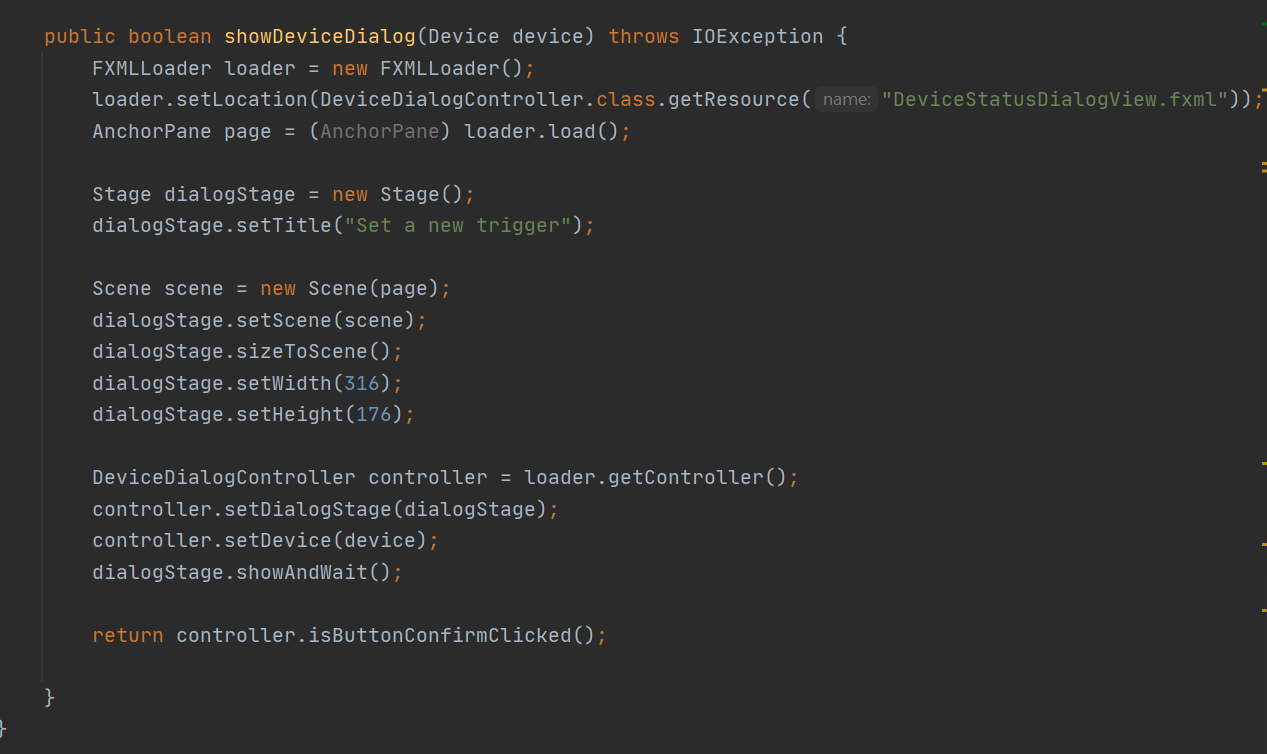 public boolean showDeviceDialog(Device device) throws IOException {
FXMLLoader loader = new FXMLLoader();
loader.setLocation(DeviceDialogController.class.getResource( name: "DeviceStatusDialogView.fxml"));
AnchorPane page = (AnchorPane) loader.load();
Stage dialogStage = new Stage();
dialogStage.setTitle("Set a new trigger");
Scene scene = new Scene(page);
dialogStage.setScene(scene);
dialogStage.sizeToScene();
dialogStage.setWidth(316);
dialogStage.setHeight(176);
DeviceDialogController controller = loader.getController();
controller.setDialogStage(dialogStage);
controller.setDevice(device);
dialogStage.showAndWait();
return controller.isButtonConfirmClicked();
}
}